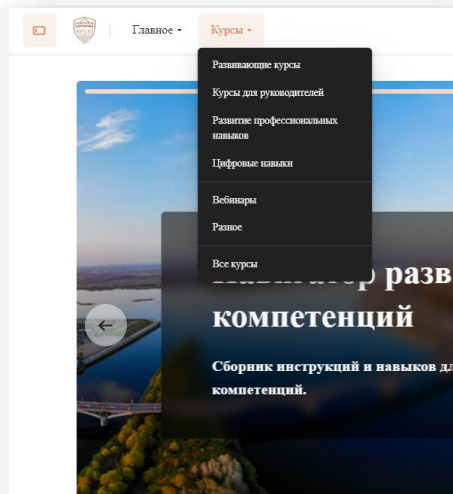 Главное
Курсы
Развивающие курсы
Курсы для руководителей
Развитие профессиональных
навыков
Цифровые навыки
Вебинары
Разное
Все курсы
разв
компетенций
Сборник инструкций и навыков дл
компетенций.